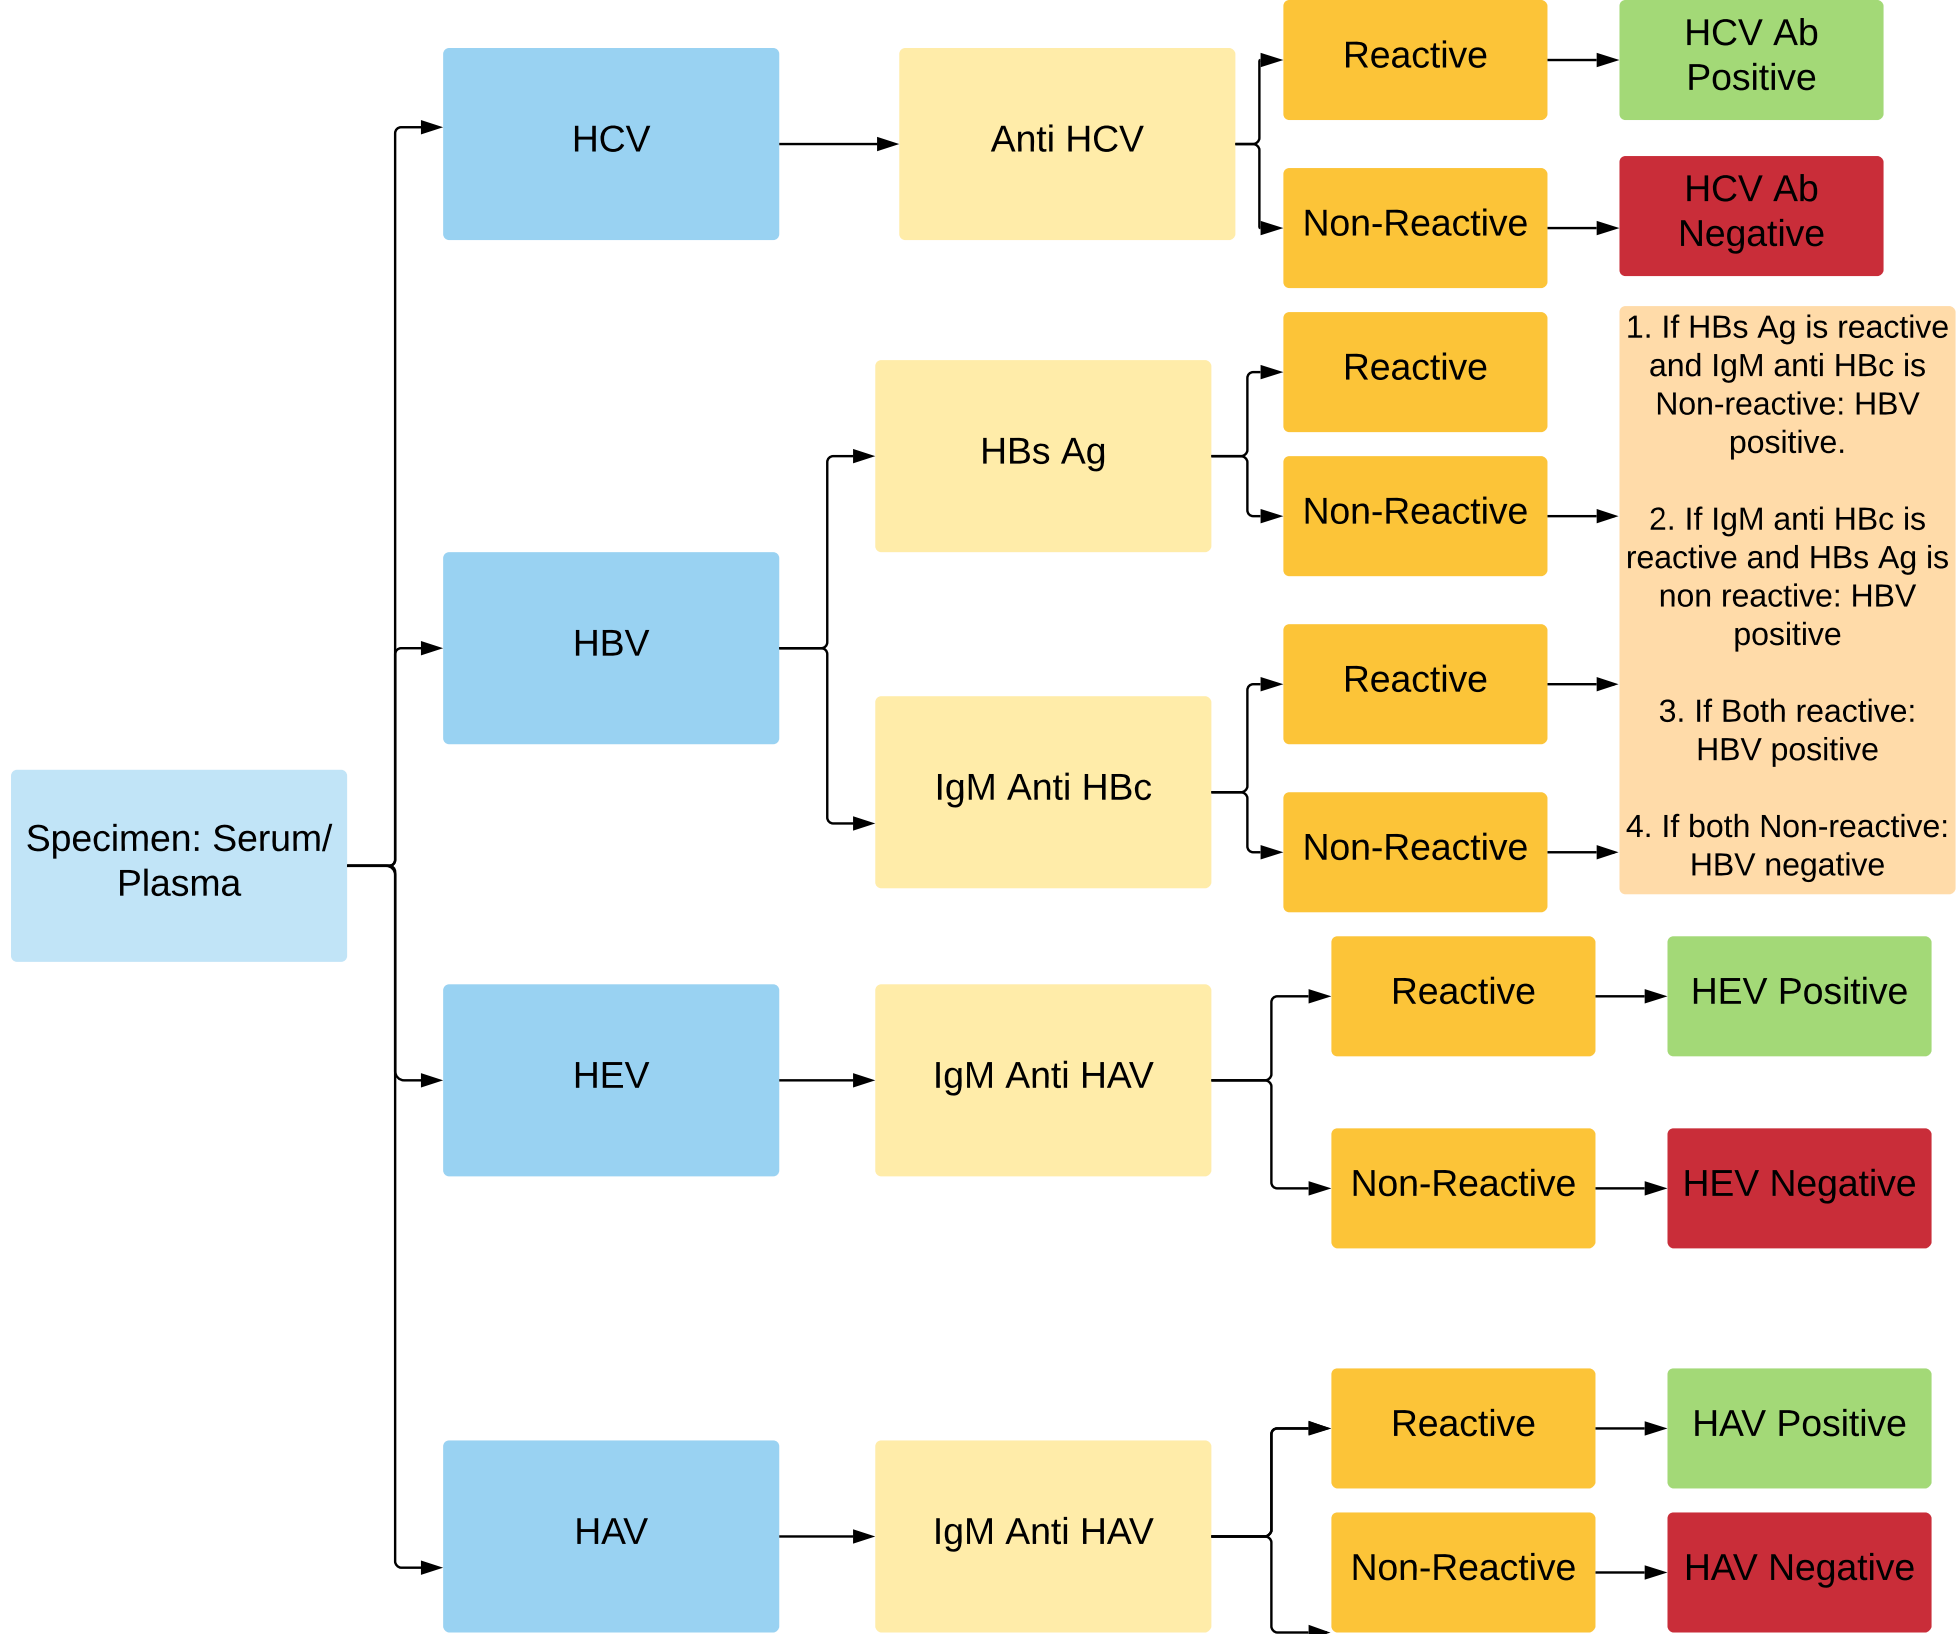 Specimen: Serum/
Plasma
HCV
Anti HCV
Reactive
HCV Ab
Positive
Non-Reactive
HCV Ab
Negative
HBV
HBs Ag
Reactive
Non-Reactive
IgM Anti HBc
Reactive
Non-Reactive
1. If HBs Ag is reactive
and IgM anti HBc is
Non-reactive: HBV
positive.
2. If IgM anti HBc is
reactive and HBs Ag is
non reactive: HBV
positive
3. If Both reactive:
HBV positive
4. If both Non-reactive:
HBV negative
HEV
IgM Anti HAV
Reactive
HEV Positive
Non-Reactive
HEV Negative
HAV
IgM Anti HAV
Reactive
HAV Positive
Non-Reactive
HAV Negative